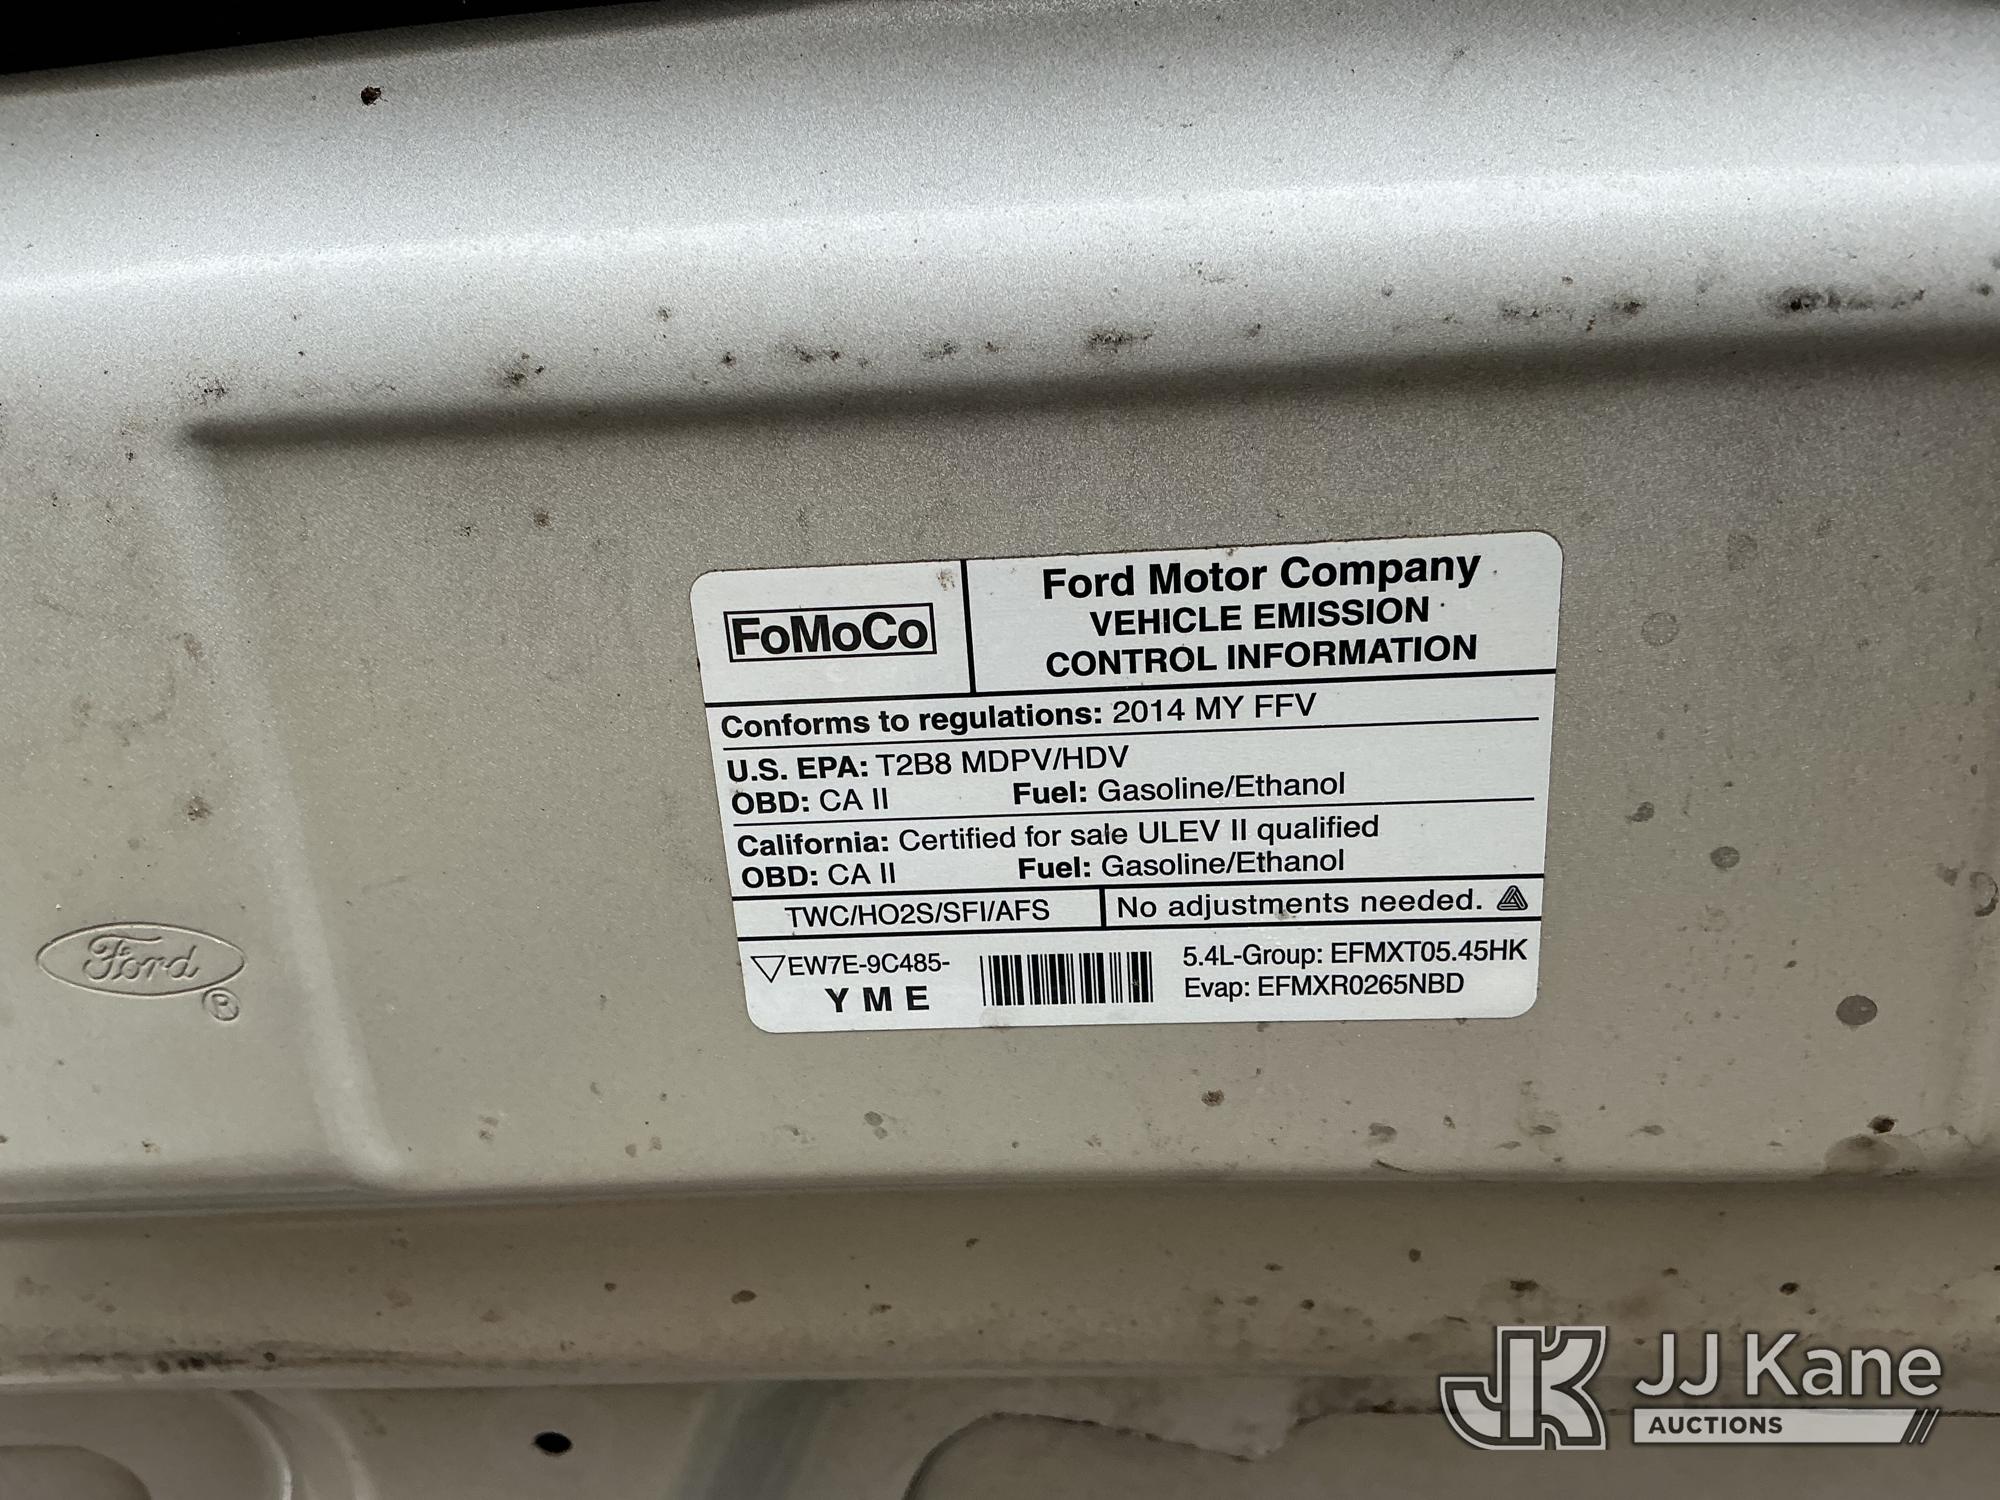 FoMoCo
Ford Motor Company
VEHICLE EMISSION
CONTROL INFORMATION
Conforms to regulations: 2014 MY FFV
U.S. EPA: T2B8 MDPV/HDV
OBD: CA II Fuel: Gasoline/Ethanol
California: Certified for sale ULEV II qualified
OBD: CA II Fuel: Gasoline/Ethanol
TWC/HO2S/SFI/AFS
No adjustments needed.
EW7E-9C485-
Y M E
5.4L-Group: EFMXT05.45HK
Evap: EFMXR0265NBD
Ford
®
JK
JJ Kane
AUCTIONS